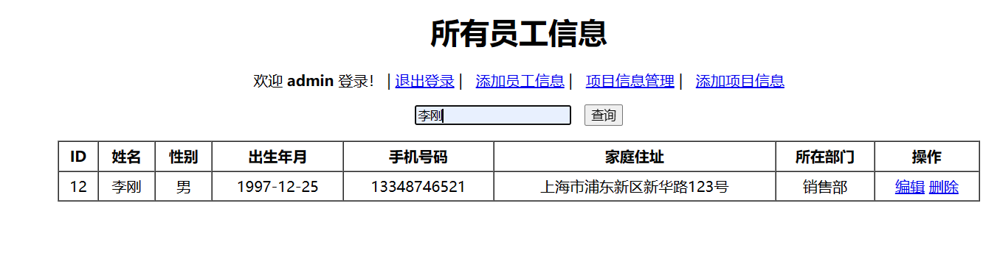 所有员工信息
欢迎 admin 登录! | 退出登录 | 添加员工信息 | 项目信息管理 | 添加项目信息
李刚 查询
ID 姓名 性别 出生年月 手机号码 家庭住址 所在部门 操作
12 李刚 男 1997-12-25 13348746521 上海市浦东新区新华路123号 销售部 编辑 删除